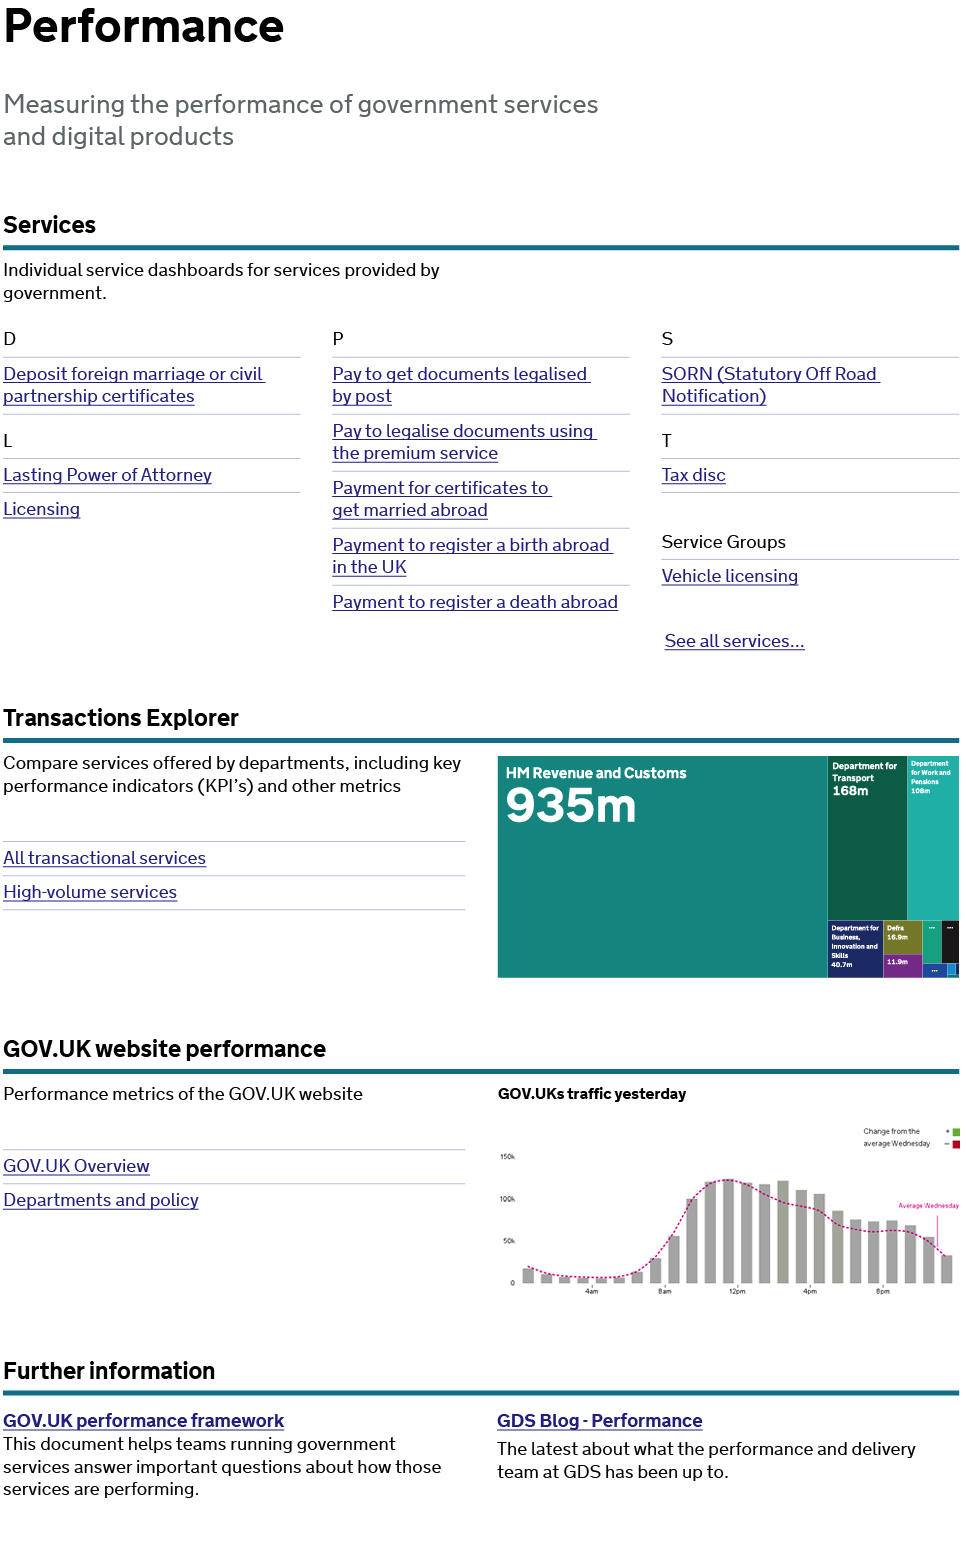 Performance
Measuring the performance of government services
and digital products
Services
Individual service dashboards for services provided by
government.
D
Deposit foreign marriage or civil
partnership certificates
L
Lasting Power of Attorney
Licensing
P
Pay to get documents legalised
by post
Pay to legalise documents using
the premium service
Payment for certificates to
get married abroad
Payment to register a birth abroad
in the UK
Payment to register a death abroad
S
SORN (Statutory Off Road
Notification)
T
Tax disc
Service Groups
Vehicle licensing
See all services...
Transactions Explorer
Compare services offered by departments, including key
performance indicators (KPI's) and other metrics
All transactional services
High-volume services
HM Revenue and Customs
935m
Department for
Transport
168m
Department
for Work and
Pensions
108m
Department for
Business,
Innovation and
Skills
40.7m
Defra
16.9m
11.9m
...
...
...
GOV.UK website performance
Performance metrics of the GOV.UK website
GOV.UK Overview
Departments and policy
GOV.UKs traffic yesterday
Change from the +
average Wednesday −
150k
100k
50k
0
Average Wednesday
4am
8am
12pm
4pm
8pm
Further information
GOV.UK performance framework
This document helps teams running government
services answer important questions about how those
services are performing.
GDS Blog - Performance
The latest about what the performance and delivery
team at GDS has been up to.